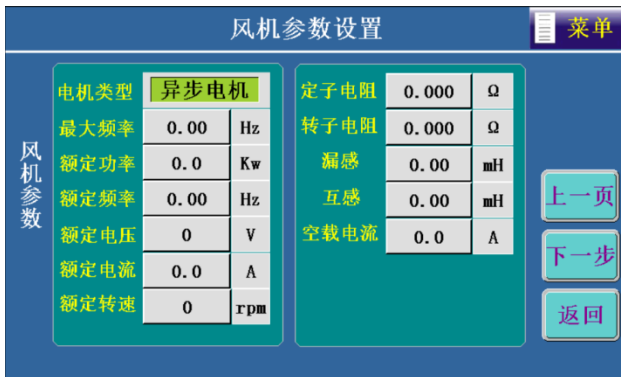 风机参数设置
菜单
风机参数
电机类型 异步电机
最大频率 0.00 Hz
额定功率 0.0 Kw
额定频率 0.00 Hz
额定电压 0 V
额定电流 0.0 A
额定转速 0 rpm
定子电阻 0.000 Ω
转子电阻 0.000 Ω
漏感 0.00 mH
互感 0.00 mH
空载电流 0.0 A
上一页
下一步
返回